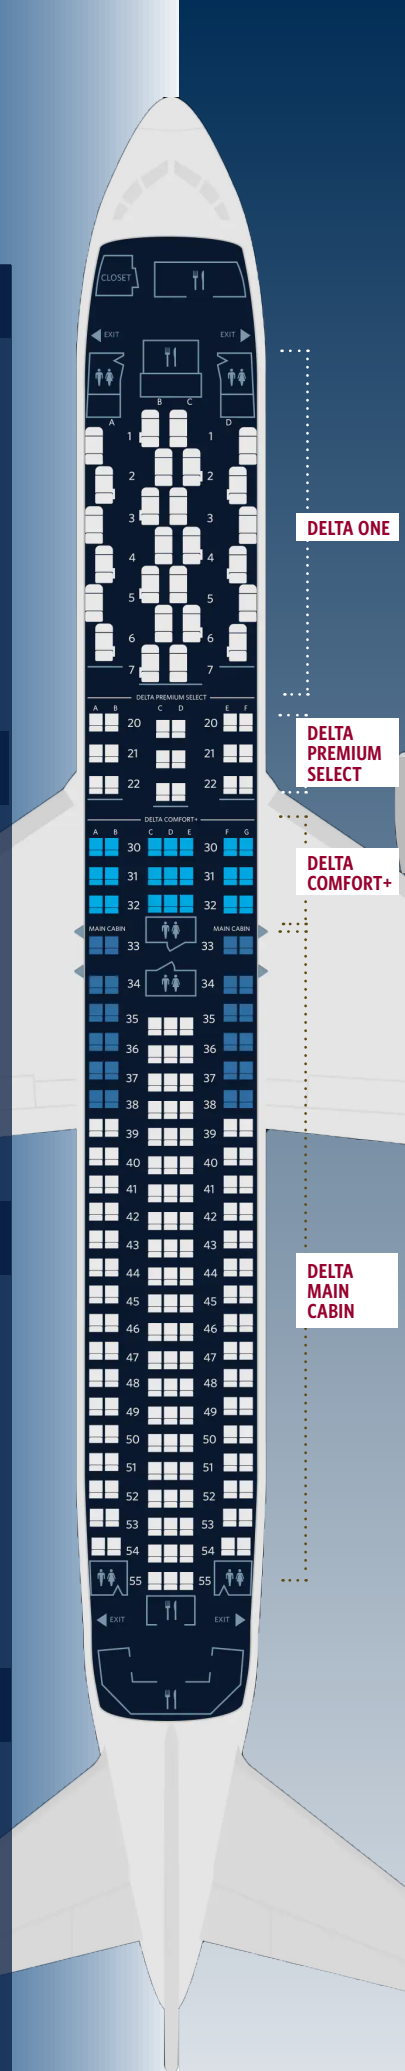 CLOSET
EXIT EXIT
B C
A D
1 1
2 2
3 3
DELTA ONE
4 4
5 5
6 6
7 7
DELTA PREMIUM SELECT
A B C D E F
20 20
DELTA
PREMIUM
SELECT
21 21
22 22
DELTA COMFORT+
A B C D E F G
30 30
DELTA
COMFORT+
31 31
32 32
MAIN CABIN MAIN CABIN
33 33
34 34
35 35
36 36
37 37
38 38
39 39
40 40
41 41
42 42
43 43
44 44
DELTA
MAIN
CABIN
45 45
46 46
47 47
48 48
49 49
50 50
51 51
52 52
53 53
54 54
55 55
EXIT EXIT